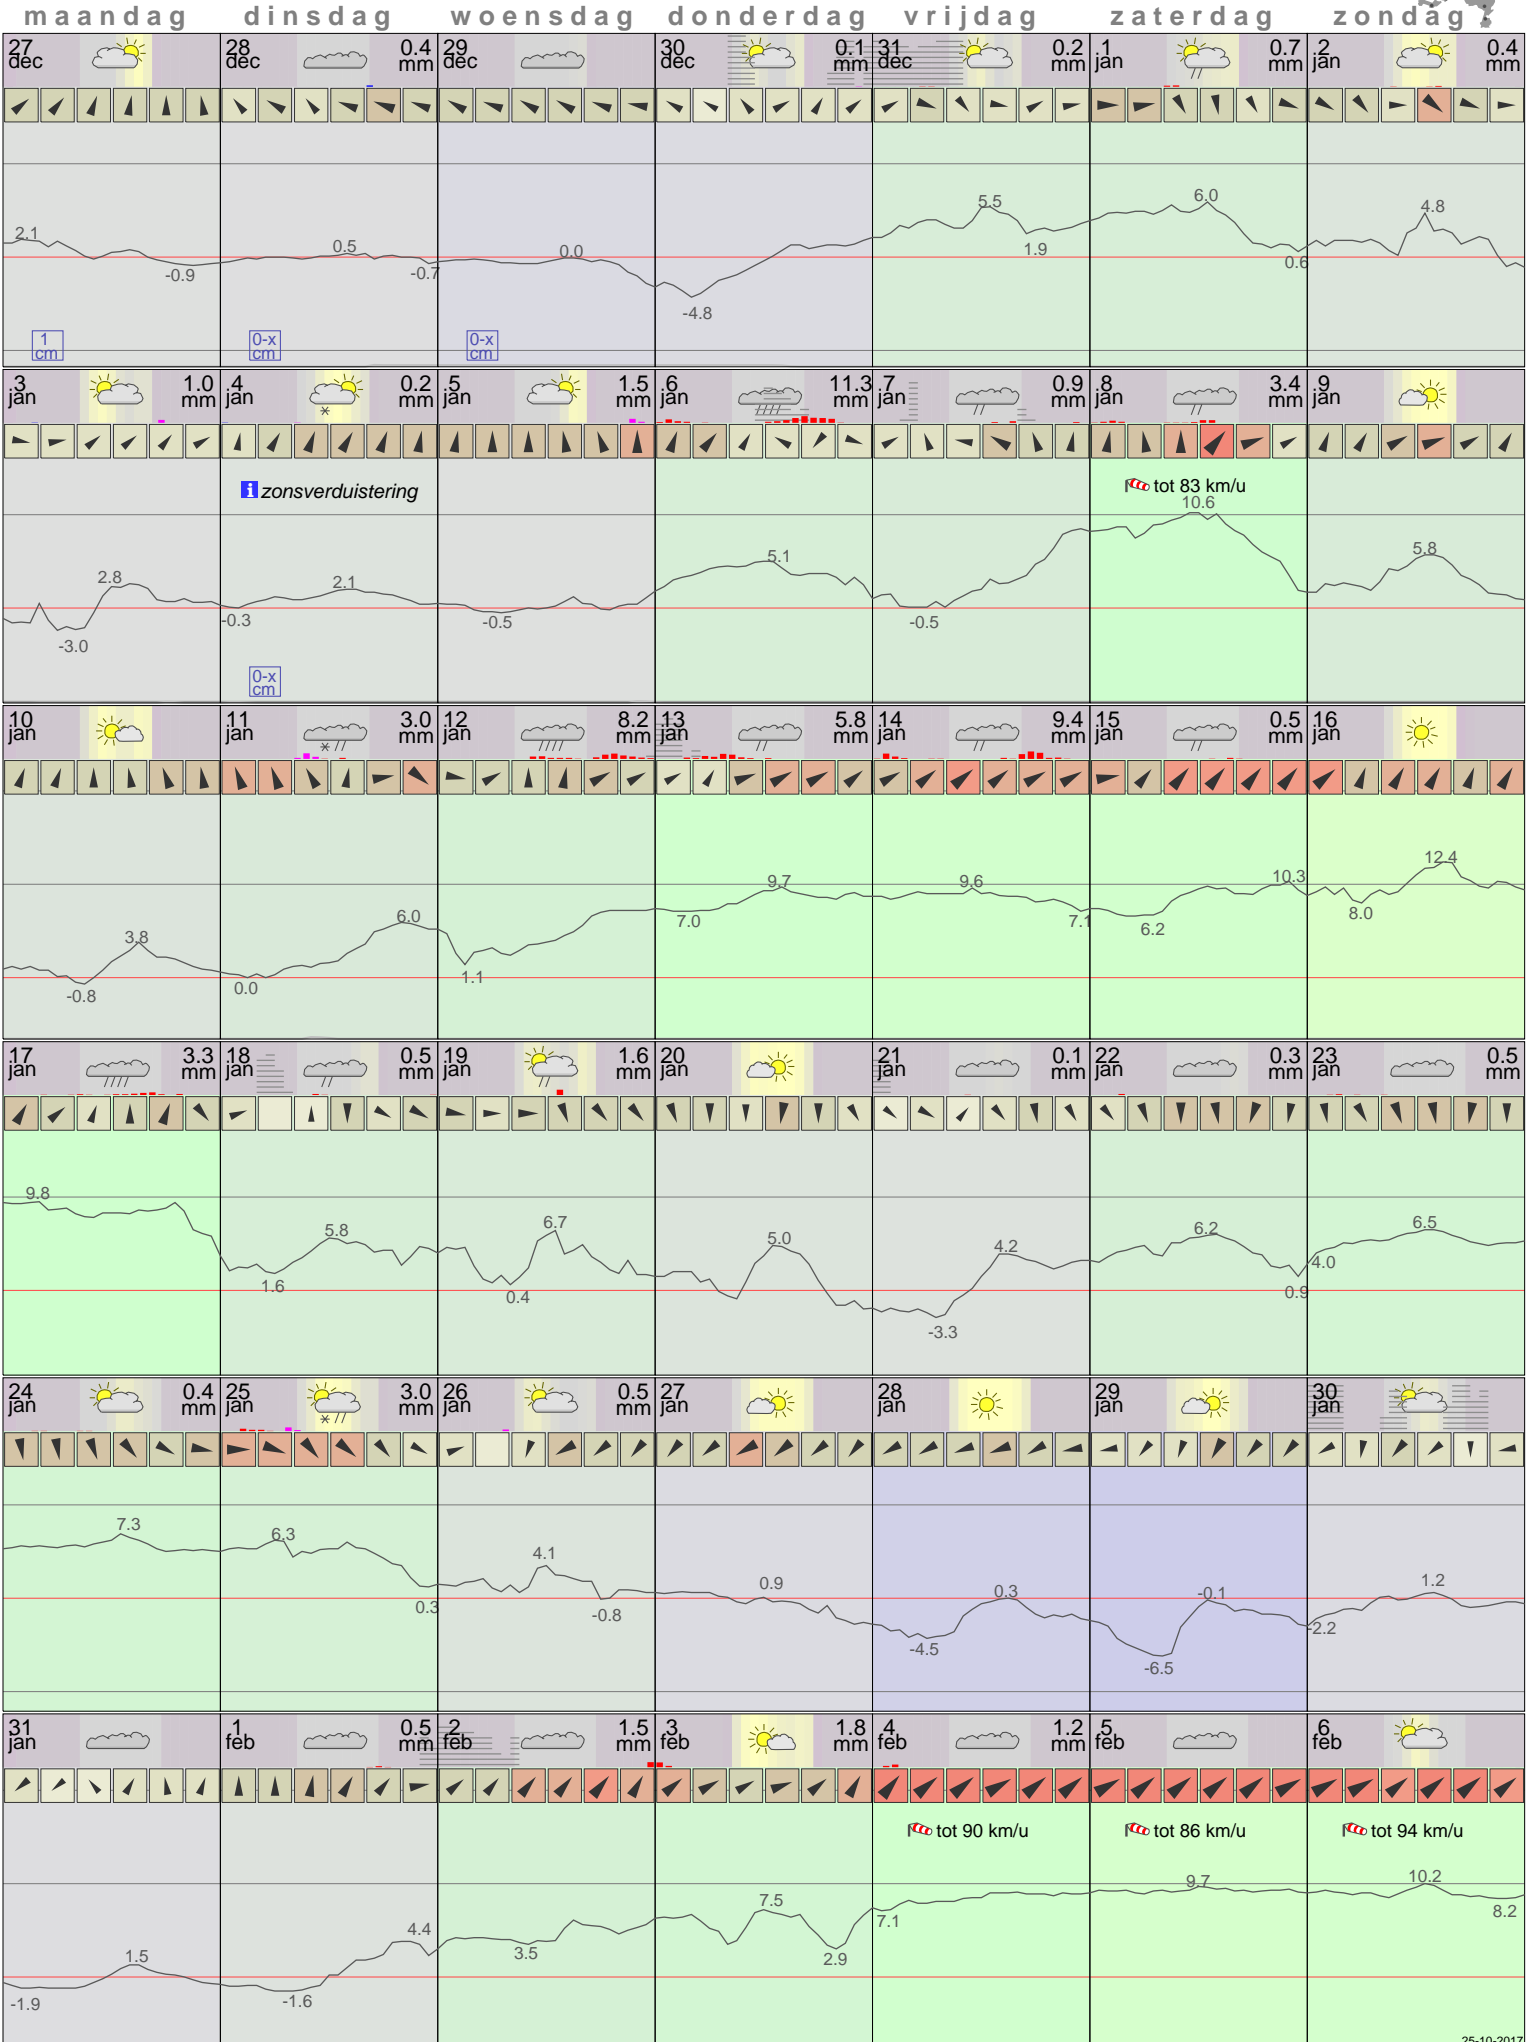 maandag dinsdag woensdag donderdag vrijdag zaterdag zondag
27 dec
28 dec 0.4 mm
29 dec
30 dec 0.1 mm
31 dec 0.2 mm
1 jan 0.7 mm
2 jan 0.4 mm
2.1 -0.9 0.5 -0.7 0.0 -4.8 5.5 1.9 6.0 0.6 4.8
1 cm 0-x cm 0-x cm
3 jan 1.0 mm
4 jan 0.2 mm
5 jan 1.5 mm
6 jan 11.3 mm
7 jan 0.9 mm
8 jan 3.4 mm
9 jan
i zonsverduistering
tot 83 km/u
-3.0 2.8 -0.3 2.1 -0.5 5.1 -0.5 10.6 5.8
0-x cm
10 jan
11 jan 3.0 mm
12 jan 8.2 mm
13 jan 5.8 mm
14 jan 9.4 mm
15 jan 0.5 mm
16 jan
-0.8 3.8 0.0 6.0 1.1 7.0 9.7 9.6 7.1 6.2 10.3 8.0 12.4
17 jan 3.3 mm
18 jan 0.5 mm
19 jan 1.6 mm
20 jan
21 jan 0.1 mm
22 jan 0.3 mm
23 jan 0.5 mm
9.8 1.6 5.8 0.4 6.7 5.0 -3.3 4.2 6.2 0.9 4.0 6.5
24 jan 0.4 mm
25 jan 3.0 mm
26 jan 0.5 mm
27 jan
28 jan
29 jan
30 jan
7.3 6.3 0.3 4.1 -0.8 0.9 -4.5 0.3 -6.5 -0.1 -2.2 1.2
31 jan
1 feb 0.5 mm
2 feb 1.5 mm
3 feb 1.8 mm
4 feb 1.2 mm
5 feb
6 feb
tot 90 km/u tot 86 km/u tot 94 km/u
-1.9 1.5 -1.6 4.4 3.5 7.5 2.9 7.1 9.7 10.2 8.2
25-10-2017